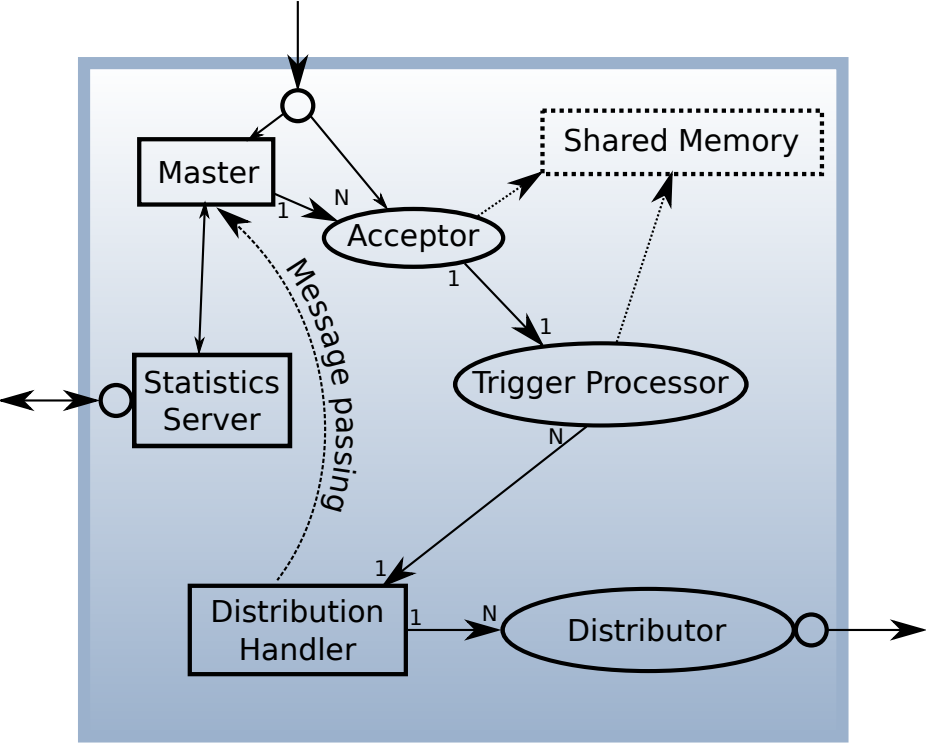 Shared Memory
Master
1
N
Acceptor
1
1
Message passing
Statistics
Server
Trigger Processor
N
1
Distribution
Handler
1
N
Distributor